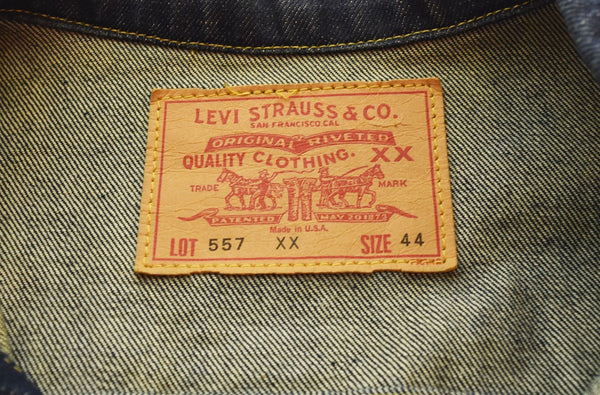 LEVI STRAUSS & CO.
SAN FRANCISCO, CAL.
ORIGINAL RIVETED
QUALITY CLOTHING. XX
TRADE MARK
PATENTED MAY 20 1873
Made in U.S.A.
LOT 557 XX SIZE 44